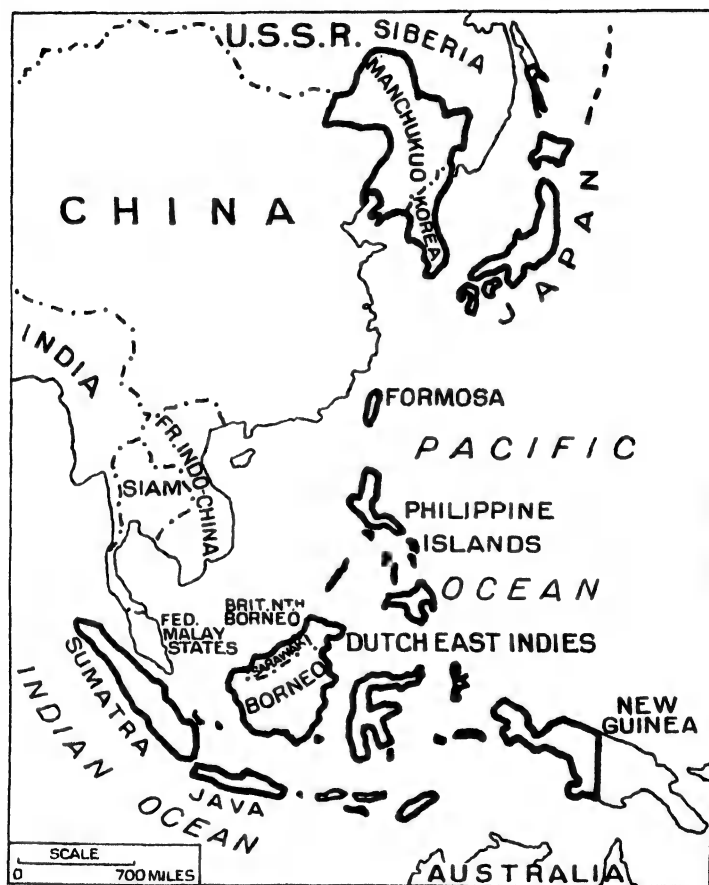 U.S.S.R. SIBERIA
MANCHUKUO
KOREA
CHINA
JAPAN
INDIA
FORMOSA
PACIFIC
FR. INDO-CHINA
SIAM
PHILIPPINE
ISLANDS
OCEAN
BRIT. NTH
BORNEO
FED.
MALAY
STATES
DUTCH EAST INDIES
SARAWAK
BORNEO
SUMATRA
NEW
GUINEA
INDIAN OCEAN
JAVA
SCALE
0 700 MILES
AUSTRALIA